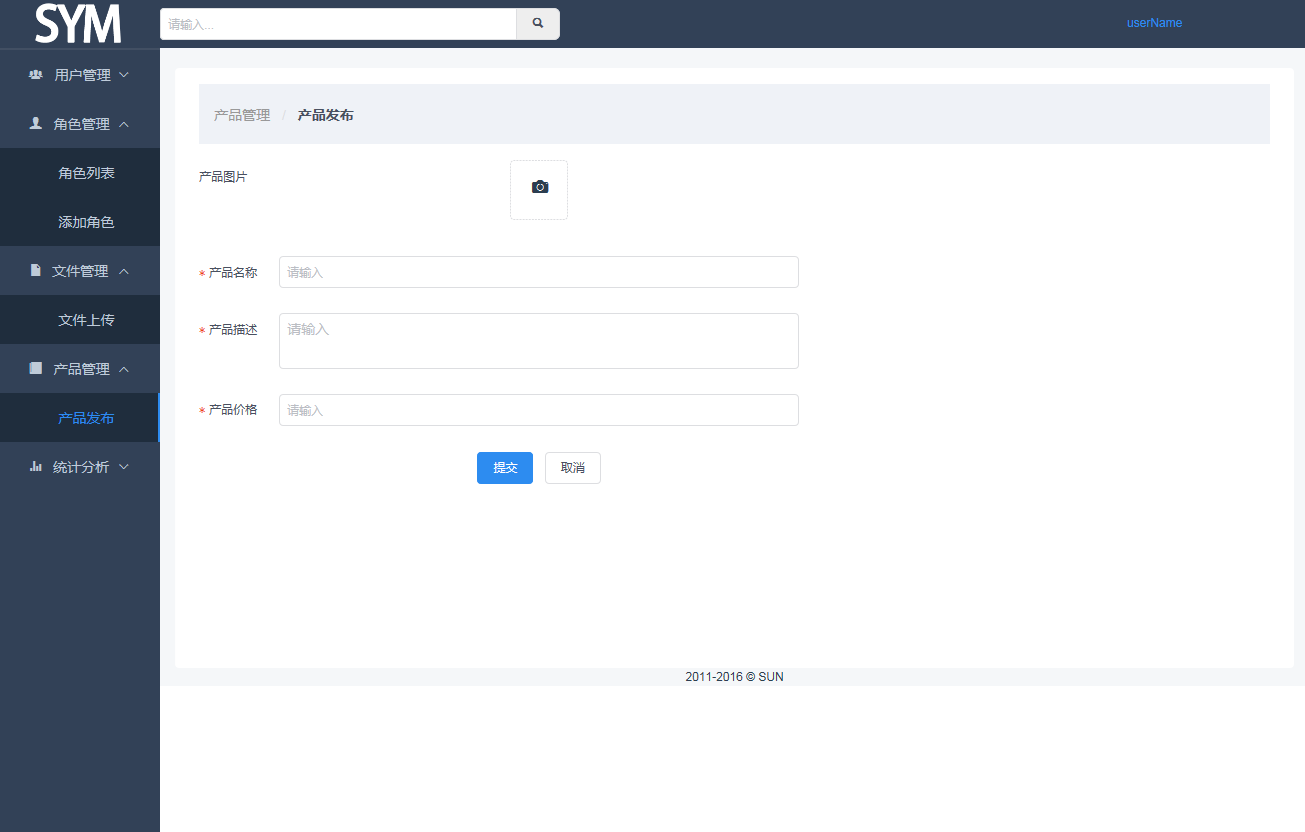 SYM
请输入...
userName
用户管理
角色管理
角色列表
添加角色
文件管理
文件上传
产品管理
产品发布
统计分析
产品管理 / 产品发布
产品图片
* 产品名称 请输入
* 产品描述 请输入
* 产品价格 请输入
提交 取消
2011-2016 © SUN